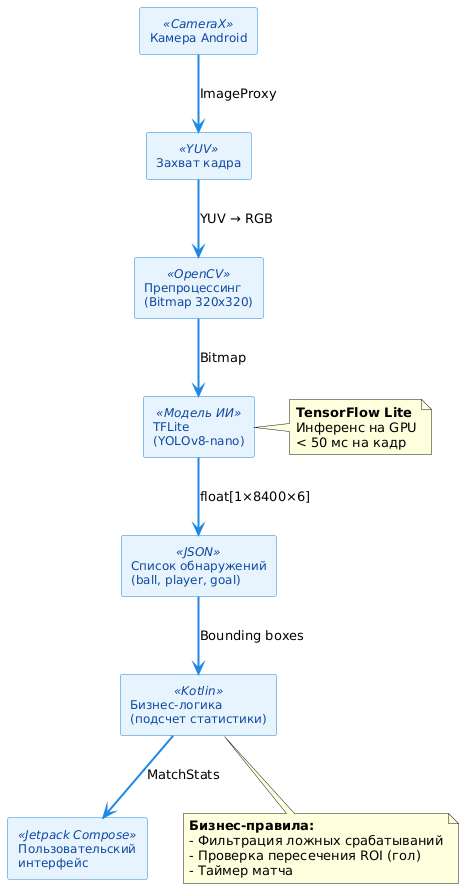 «CameraX»
Камера Android
ImageProxy
«YUV»
Захват кадра
YUV → RGB
«OpenCV»
Препроцессинг
(Bitmap 320x320)
Bitmap
«Модель ИИ»
TFLite
(YOLOv8-nano)
TensorFlow Lite
Инференс на GPU
< 50 мс на кадр
float[1×8400×6]
«JSON»
Список обнаружений
(ball, player, goal)
Bounding boxes
«Kotlin»
Бизнес-логика
(подсчет статистики)
MatchStats
«Jetpack Compose»
Пользовательский
интерфейс
Бизнес-правила:
- Фильтрация ложных срабатываний
- Проверка пересечения ROI (гол)
- Таймер матча